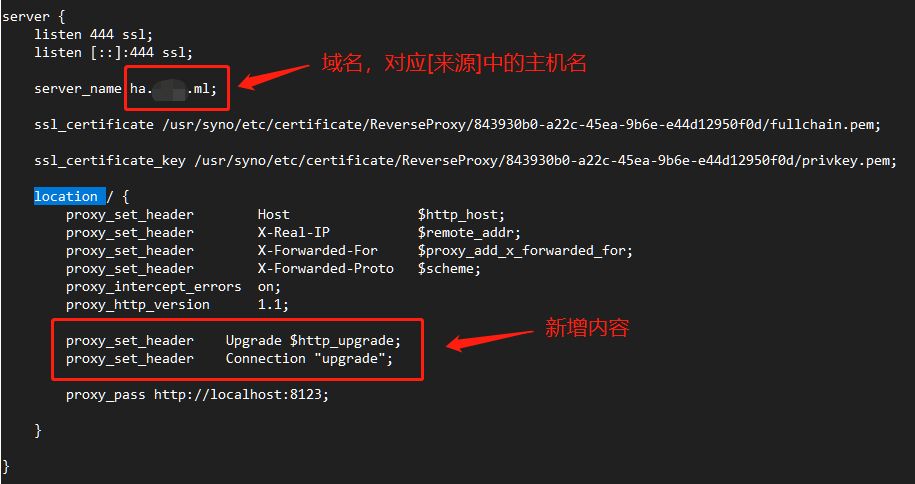 server {
listen 444 ssl;
listen [::]:444 ssl;
域名，对应[来源]中的主机名
server_name ha. .ml;
ssl_certificate /usr/syno/etc/certificate/ReverseProxy/843930b0-a22c-45ea-9b6e-e44d12950f0d/fullchain.pem;
ssl_certificate_key /usr/syno/etc/certificate/ReverseProxy/843930b0-a22c-45ea-9b6e-e44d12950f0d/privkey.pem;
location / {
proxy_set_header Host $http_host;
proxy_set_header X-Real-IP $remote_addr;
proxy_set_header X-Forwarded-For $proxy_add_x_forwarded_for;
proxy_set_header X-Forwarded-Proto $scheme;
proxy_intercept_errors on;
proxy_http_version 1.1;
新增内容
proxy_set_header Upgrade $http_upgrade;
proxy_set_header Connection "upgrade";
proxy_pass http://localhost:8123;
}
}